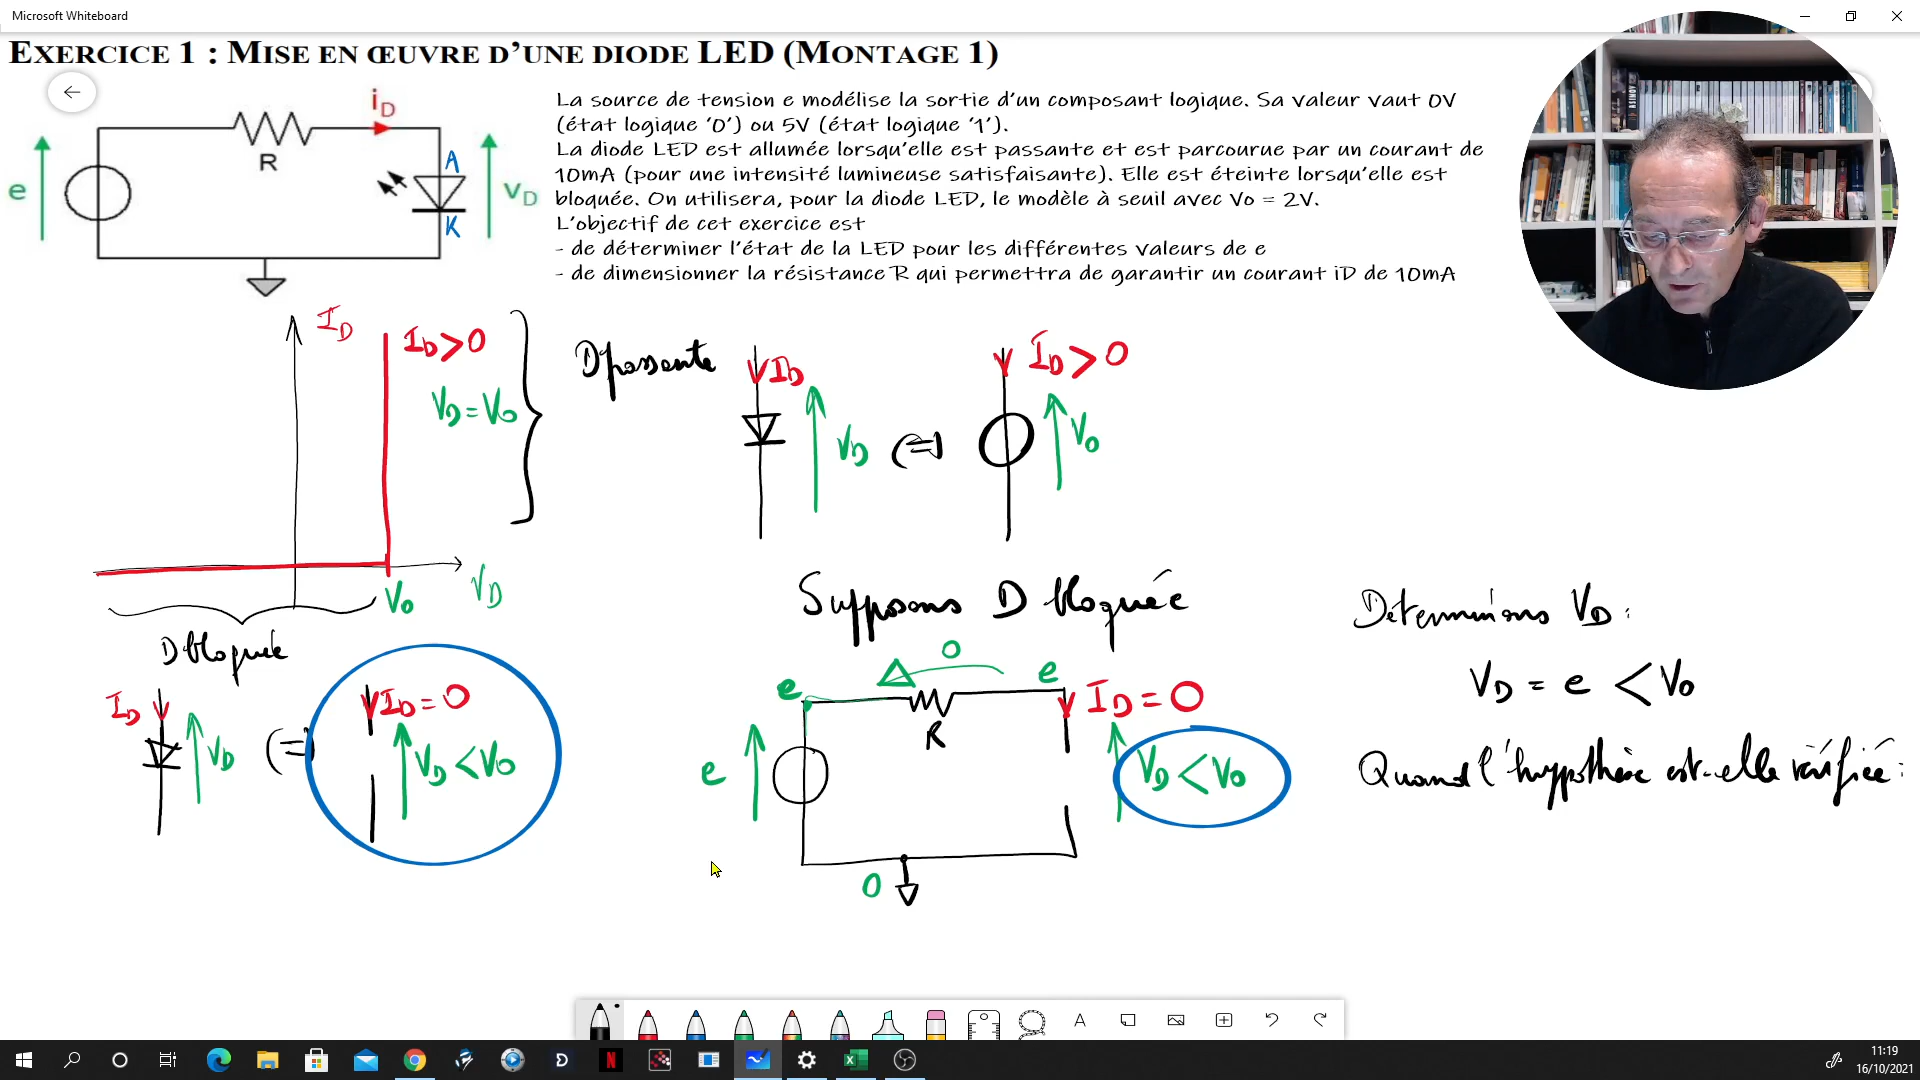 Microsoft Whiteboard
EXERCICE 1 : MISE EN ŒUVRE D'UNE DIODE LED (MONTAGE 1)
La source de tension e modélise la sortie d'un composant logique. Sa valeur vaut 0V
(état logique '0') ou 5V (état logique '1').
La diode LED est allumée lorsqu'elle est passante et est parcourue par un courant de
10mA (pour une intensité lumineuse satisfaisante). Elle est éteinte lorsqu'elle est
bloquée. On utilisera, pour la diode LED, le modèle à seuil avec Vo = 2V.
L'objectif de cet exercice est
- de déterminer l'état de la LED pour les différentes valeurs de e
- de dimensionner la résistance R qui permettra de garantir un courant iD de 10mA
iD
R
A
e
vD
K
ID
ID > 0
VD = V0
V0
VD
D passante
ID
VD
(=)
ID > 0
V0
D bloquée
ID
VD
(=)
ID = 0
VD < V0
Supposons D bloquée
0
e
e
ID = 0
R
e
VD < V0
0
Déterminons VD :
VD = e < V0
Quand l'hypothèse est-elle vérifiée :
ASIMOV
A
N
11:19
16/10/2021